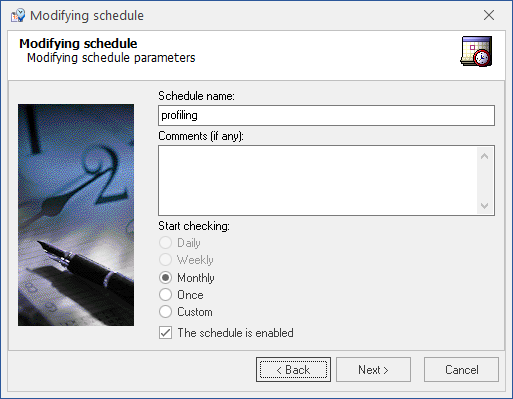 Modifying schedule
Modifying schedule
Modifying schedule parameters
Schedule name:
profiling
Comments (if any):
Start checking:
Daily
Weekly
Monthly
Once
Custom
The schedule is enabled
< Back
Next >
Cancel